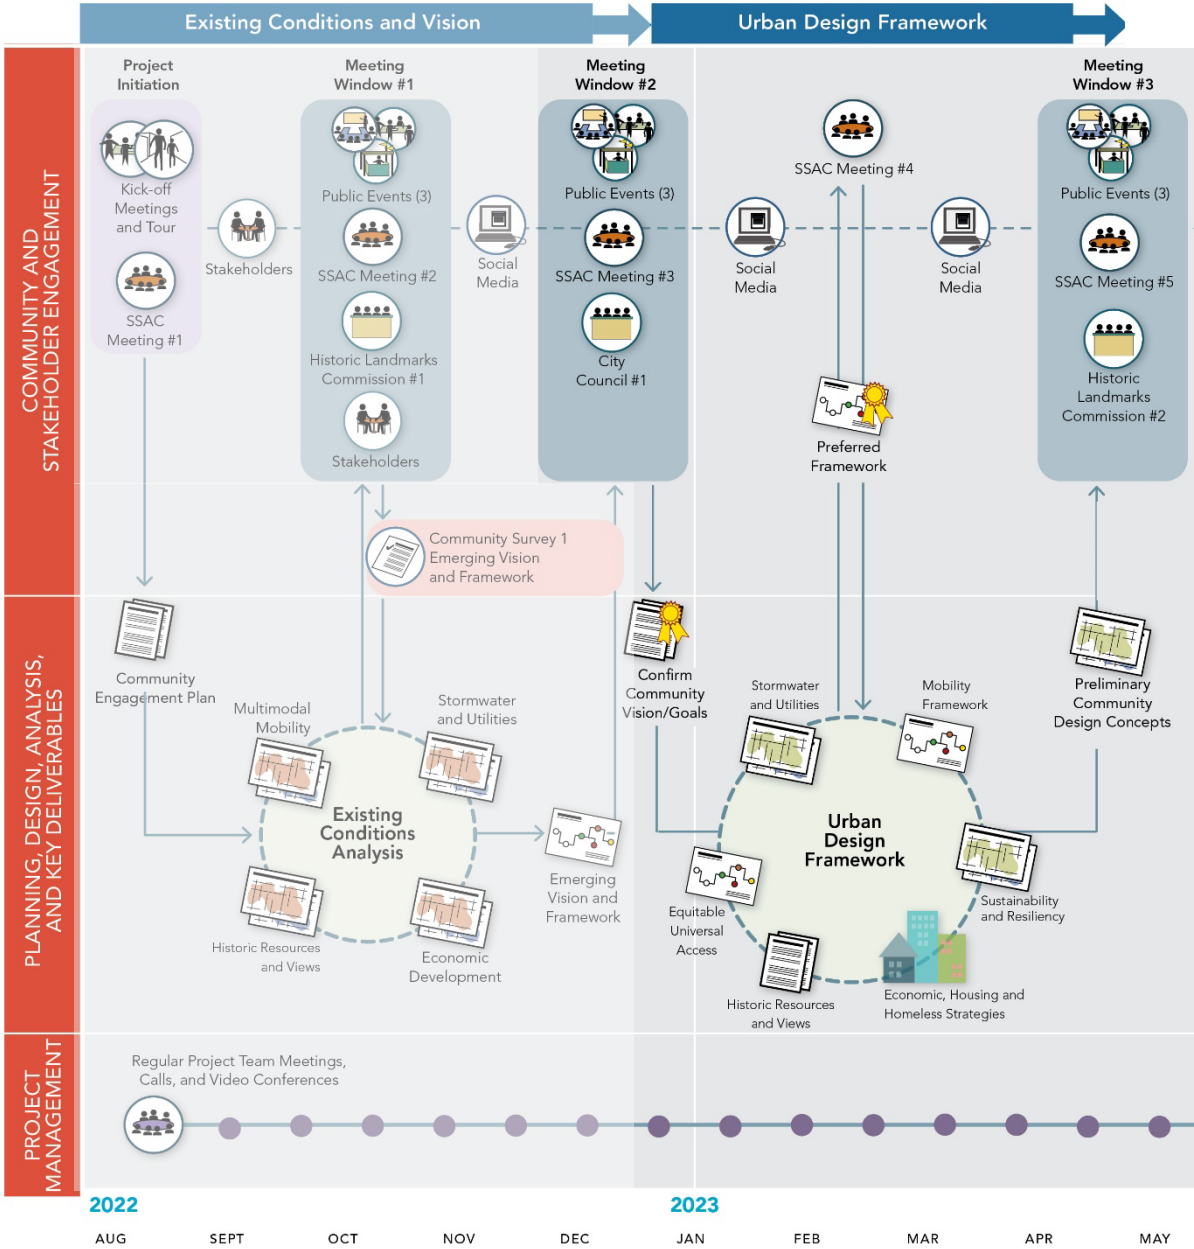 Existing Conditions and Vision
Urban Design Framework
COMMUNITY AND
STAKEHOLDER ENGAGEMENT
Project
Initiation
Kick-off
Meetings
and Tour
SSAC
Meeting #1
Stakeholders
Meeting
Window #1
Public Events (3)
SSAC Meeting #2
Historic Landmarks
Commission #1
Stakeholders
Social
Media
Meeting
Window #2
Public Events (3)
SSAC Meeting #3
City
Council #1
Social
Media
SSAC Meeting #4
Preferred
Framework
Social
Media
Meeting
Window #3
Public Events (3)
SSAC Meeting #5
Historic
Landmarks
Commission #2
Community Survey 1
Emerging Vision
and Framework
PLANNING, DESIGN, ANALYSIS,
AND KEY DELIVERABLES
Community
Engagement Plan
Multimodal
Mobility
Stormwater
and Utilities
Existing
Conditions
Analysis
Historic Resources
and Views
Economic
Development
Emerging
Vision and
Framework
Confirm
Community
Vision/Goals
Stormwater
and Utilities
Mobility
Framework
Urban
Design
Framework
Equitable
Universal
Access
Historic Resources
and Views
Economic, Housing and
Homeless Strategies
Sustainability
and Resiliency
Preliminary
Community
Design Concepts
PROJECT
MANAGEMENT
Regular Project Team Meetings,
Calls, and Video Conferences
2022
2023
AUG
SEPT
OCT
NOV
DEC
JAN
FEB
MAR
APR
MAY